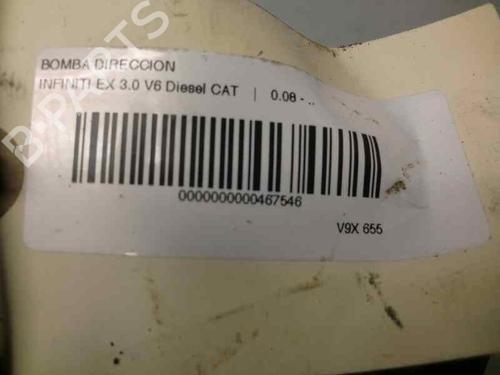 BOMBA DIRECCION
INFINITI EX 3.0 V6 Diesel CAT | 0.08 - ..
0000000000467546
V9X 655
B-PARTS